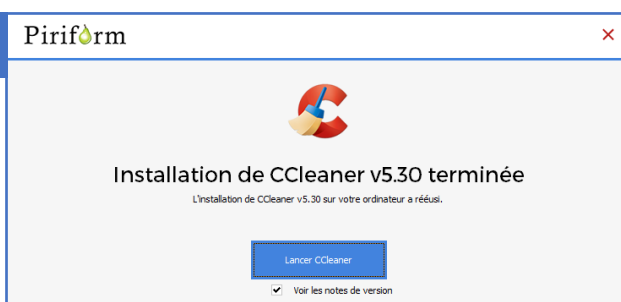 Piriform
Installation de CCleaner v5.30 terminée
L'installation de CCleaner v5.30 sur votre ordinateur a réeusi.
Lancer CCleaner
Voir les notes de version